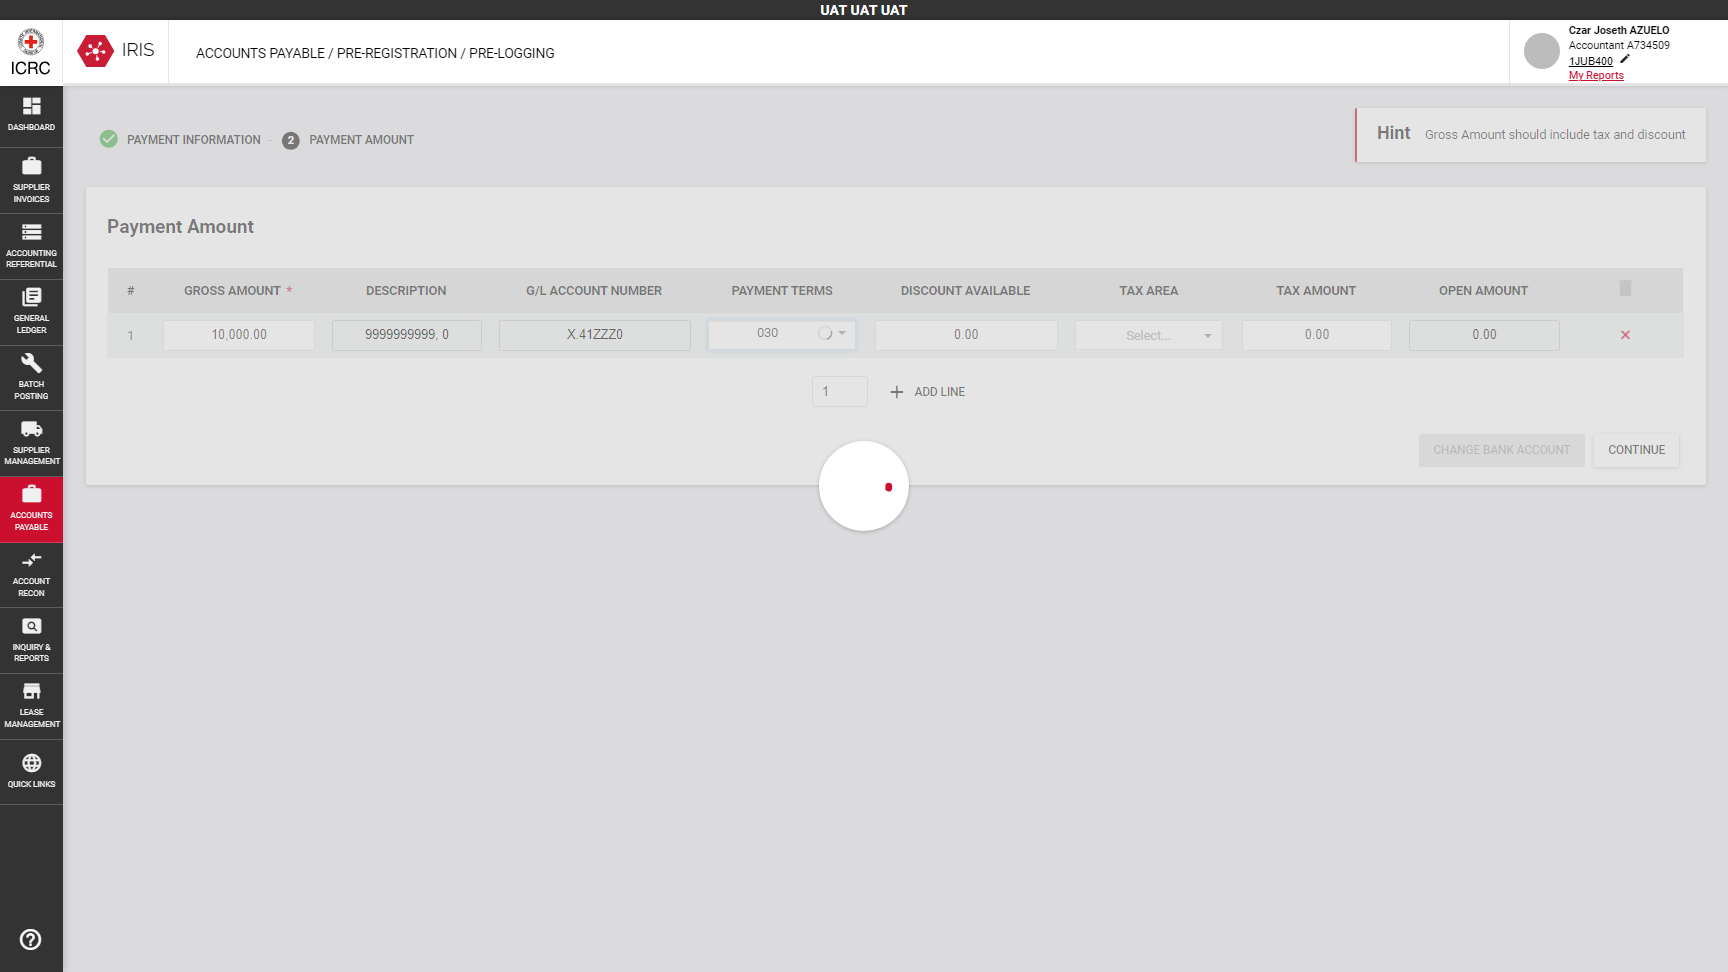 UAT UAT UAT
ICRC
IRIS
ACCOUNTS PAYABLE / PRE-REGISTRATION / PRE-LOGGING
Czar Joseth AZUELO
Accountant A734509
1JUB400
My Reports
DASHBOARD
SUPPLIER
INVOICES
ACCOUNTING
REFERENTIAL
GENERAL
LEDGER
BATCH
POSTING
SUPPLIER
MANAGEMENT
ACCOUNTS
PAYABLE
ACCOUNT
RECON
INQUIRY &
REPORTS
LEASE
MANAGEMENT
QUICK LINKS
PAYMENT INFORMATION - 2 PAYMENT AMOUNT
Hint Gross Amount should include tax and discount
Payment Amount
# GROSS AMOUNT * DESCRIPTION G/L ACCOUNT NUMBER PAYMENT TERMS DISCOUNT AVAILABLE TAX AREA TAX AMOUNT OPEN AMOUNT
1 10,000.00 9999999999, 0 X.41ZZZ0 030 0.00 Select... 0.00 0.00
1 ADD LINE
CHANGE BANK ACCOUNT CONTINUE